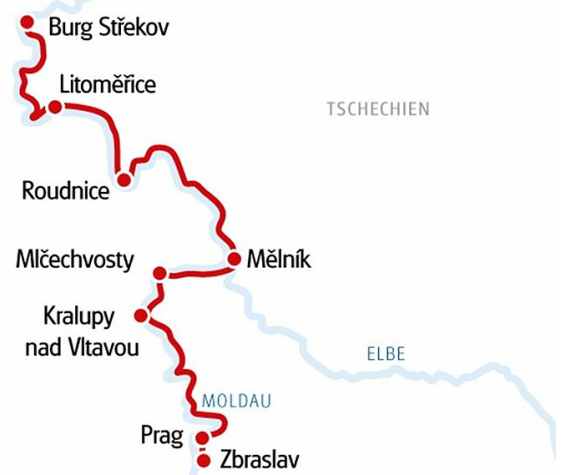 Burg Střekov
Litoměřice
TSCHECHIEN
Roudnice
Mlčechvosty
Mělník
Kralupy
nad Vltavou
ELBE
MOLDAU
Prag
Zbraslav